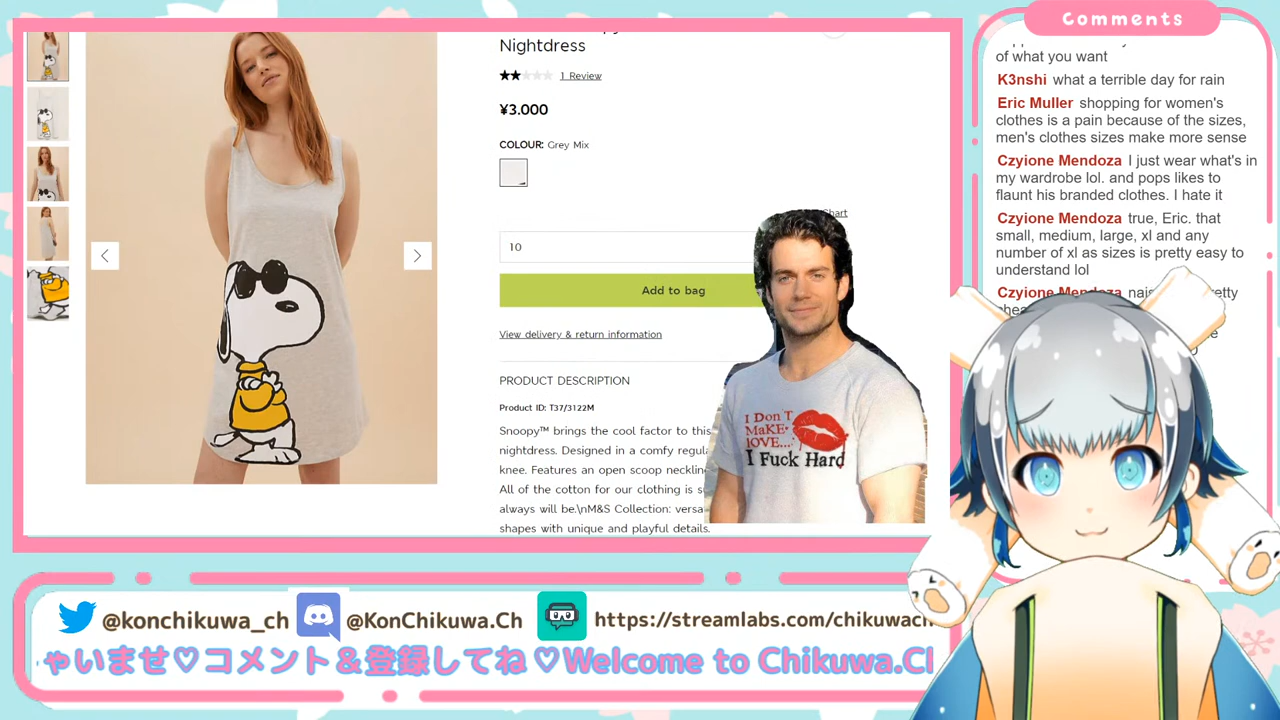 Nightdress
1 Review
¥3.000
COLOUR: Grey Mix
Chart
10
Add to bag
View delivery & return information
PRODUCT DESCRIPTION
Product ID: T37/3122M
Snoopy™ brings the cool factor to this
nightdress. Designed in a comfy
knee. Features an open scoop
All of the cotton for our clothing is
always will be.\nM&S Collection:
shapes with unique and playful details.
I DON'T
MaKE
LOVE...
I Fuck Hard
Comments
of what you want
K3nshi what a terrible day for rain
Eric Muller shopping for women's
clothes is a pain because of the sizes,
men's clothes sizes make more sense
Czyione Mendoza I just wear what's in
my wardrobe lol. and pops likes to
flaunt his branded clothes. I hate it
Czyione Mendoza true, Eric. that
small, medium, large, xl and any
number of xl as sizes is pretty easy to
understand lol
Czyione Mendoza
@konchikuwa_ch
@KonChikuwa.Ch
https://streamlabs.com/chikuwach
ゃいませ♡コメント&登録してね♡Welcome to Chikuwa.C